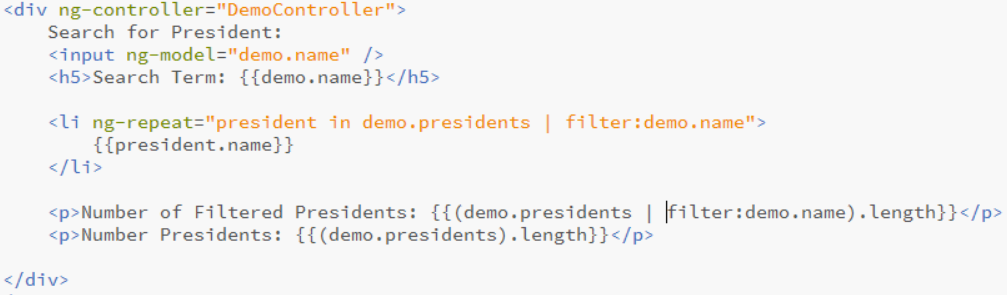 <div ng-controller="DemoController">
    Search for President:
    <input ng-model="demo.name" />
    <h5>Search Term: {{demo.name}}</h5>

    <li ng-repeat="president in demo.presidents | filter:demo.name">
        {{president.name}}
    </li>

    <p>Number of Filtered Presidents: {{(demo.presidents | filter:demo.name).length}}</p>
    <p>Number Presidents: {{(demo.presidents).length}}</p>

</div>